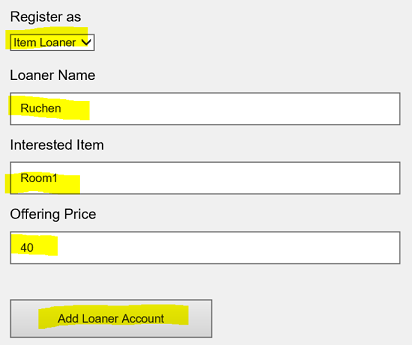 Register as
Item Loaner
Loaner Name
Ruchen
Interested Item
Room1
Offering Price
40
Add Loaner Account